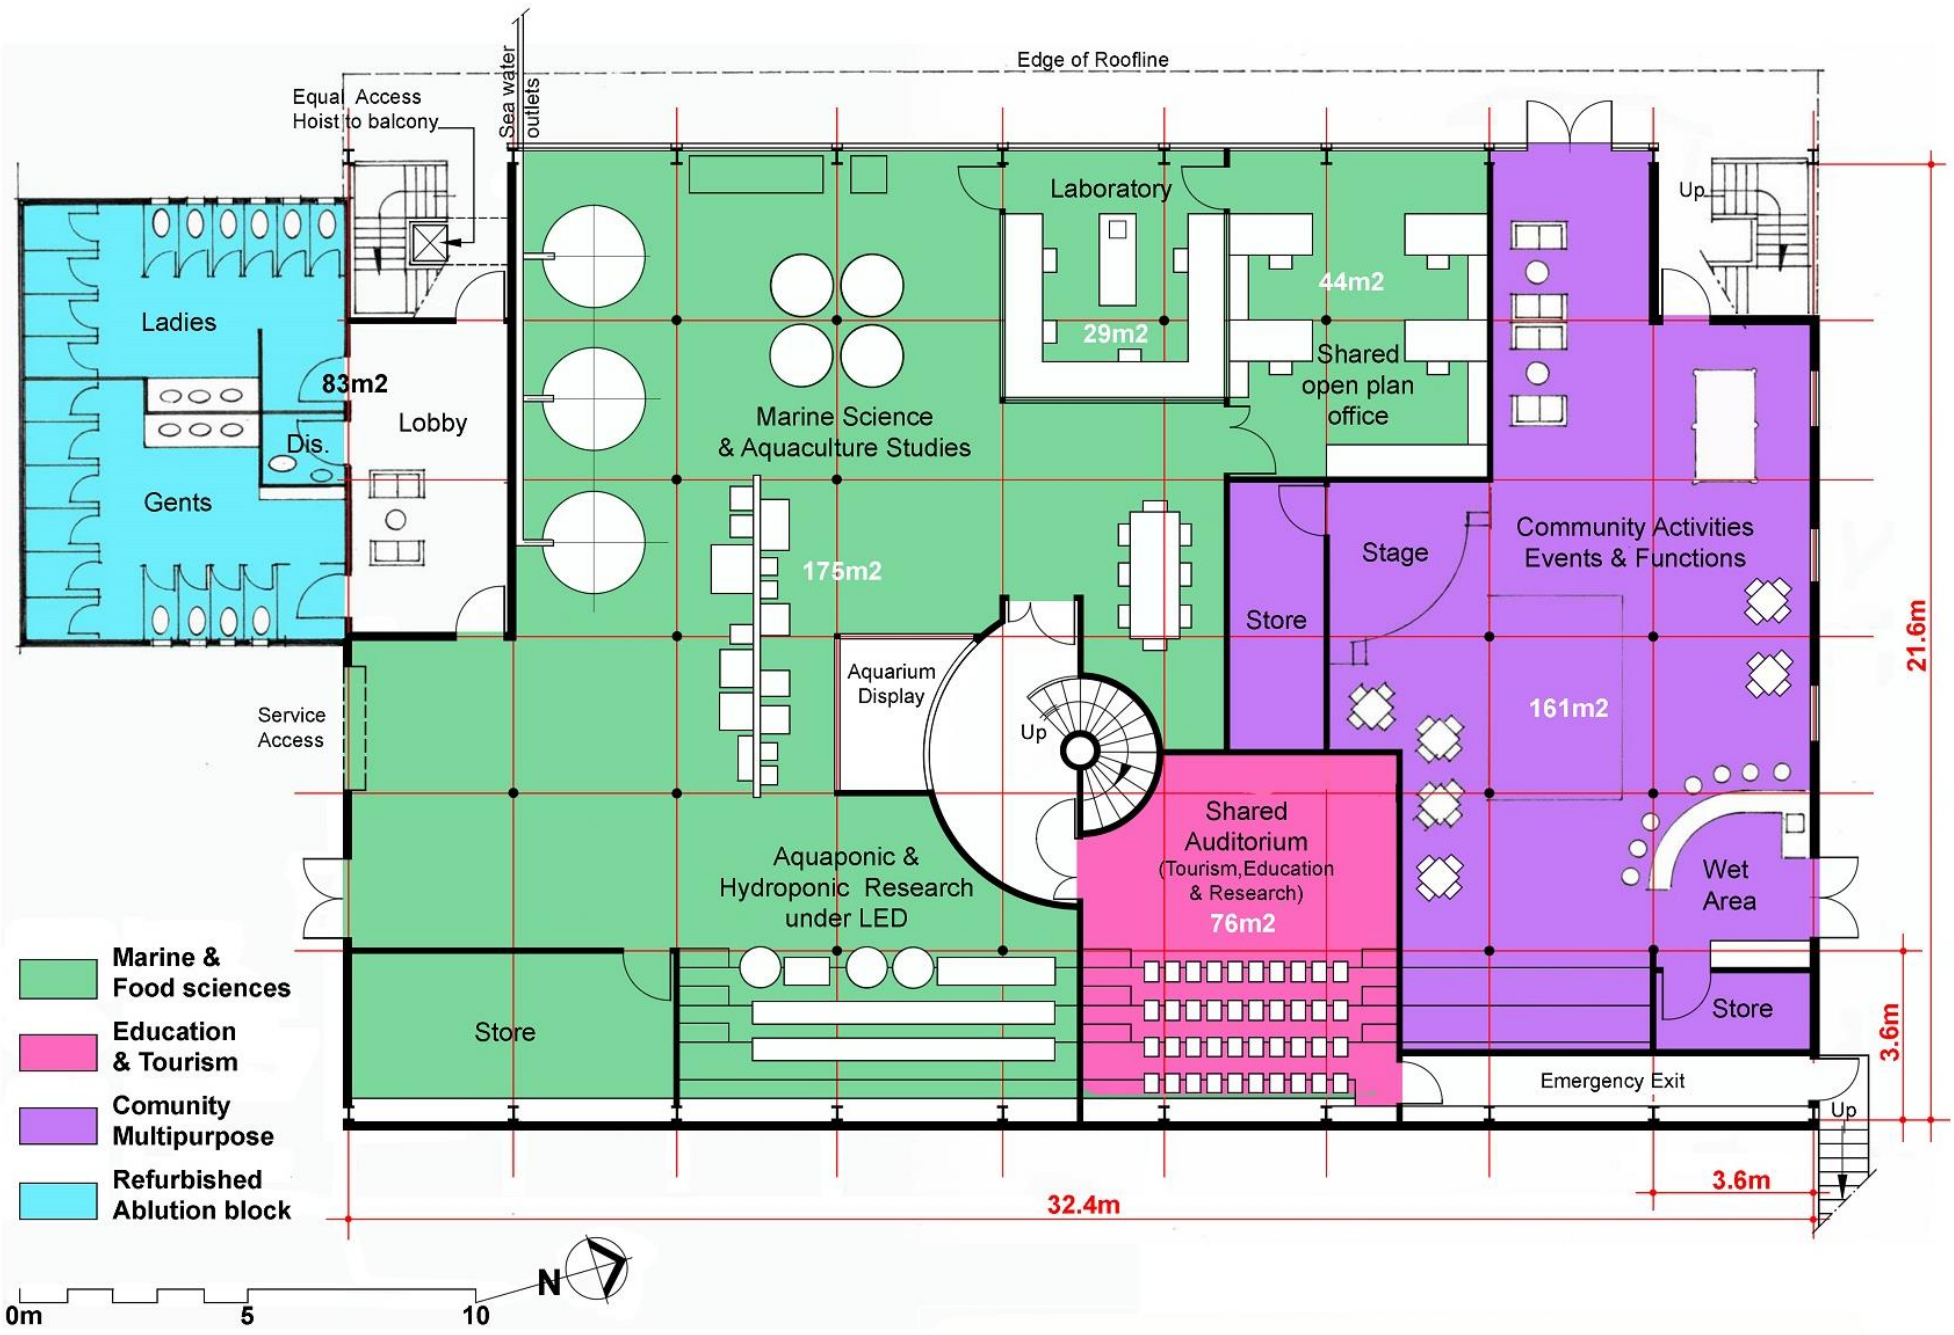 Edge of Roofline
Equal Access
Hoist to balcony
Sea water
outlets
Up
Laboratory
44m2
29m2
Shared
open plan
office
Ladies
83m2
Lobby
Dis.
Gents
Marine Science
& Aquaculture Studies
175m2
Stage
Community Activities
Events & Functions
Store
21.6m
Aquarium
Display
Service
Access
Up
161m2
Shared
Auditorium
(Tourism,Education
& Research)
76m2
Aquaponic &
Hydroponic Research
under LED
Wet
Area
Store
Store
3.6m
Emergency Exit
Up
Marine &
Food sciences
Education
& Tourism
Comunity
Multipurpose
Refurbished
Ablution block
3.6m
32.4m
N
0m 5 10